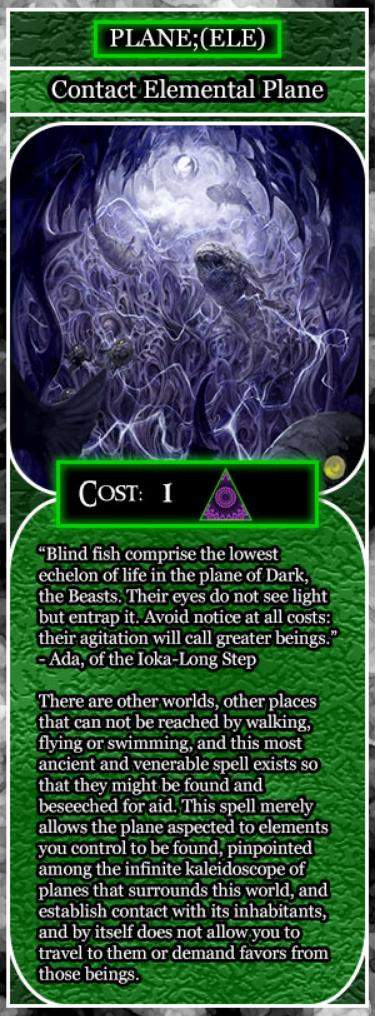 PLANE;(ELE)
Contact Elemental Plane
Cost: 1
“Blind fish comprise the lowest
echelon of life in the plane of Dark,
the Beasts. Their eyes do not see light
but entrap it. Avoid notice at all costs:
their agitation will call greater beings.”
- Ada, of the Ioka-Long Step
There are other worlds, other places
that can not be reached by walking,
flying or swimming, and this most
ancient and venerable spell exists so
that they might be found and
beseeched for aid. This spell merely
allows the plane aspected to elements
you control to be found, pinpointed
among the infinite kaleidoscope of
planes that surrounds this world, and
establish contact with its inhabitants,
and by itself does not allow you to
travel to them or demand favors from
those beings.